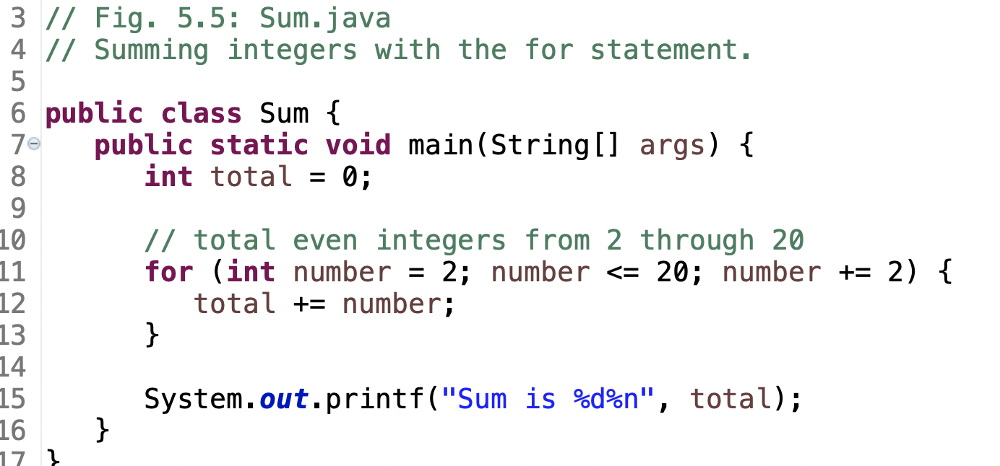 3 // Fig. 5.5: Sum.java
4 // Summing integers with the for statement.
5
6 public class Sum {
7 public static void main(String[] args) {
8 int total = 0;
9
10 // total even integers from 2 through 20
11 for (int number = 2; number <= 20; number += 2) {
12 total += number;
13 }
14
15 System.out.printf("Sum is %d%n", total);
16 }
17 }